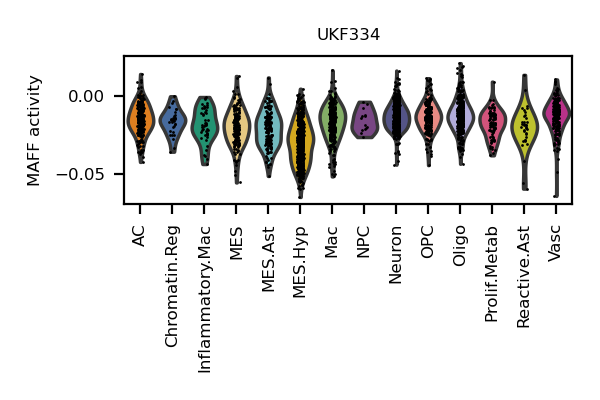 UKF334
MAFF activity
0.00
−0.05
AC
Chromatin.Reg
Inflammatory.Mac
MES
MES.Ast
MES.Hyp
Mac
NPC
Neuron
OPC
Oligo
Prolif.Metab
Reactive.Ast
Vasc